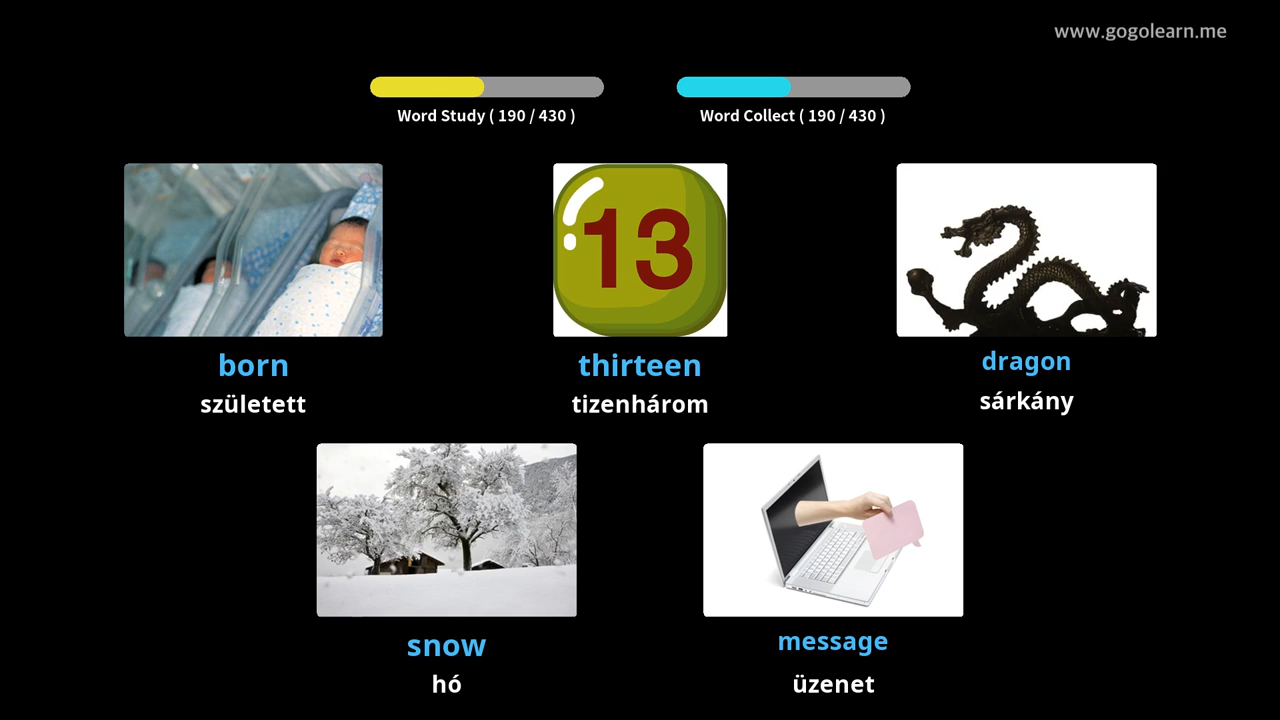 www.gogolearn.me
Word Study ( 190 / 430 )
Word Collect ( 190 / 430 )
13
born
született
thirteen
tizenhárom
dragon
sárkány
snow
hó
message
üzenet